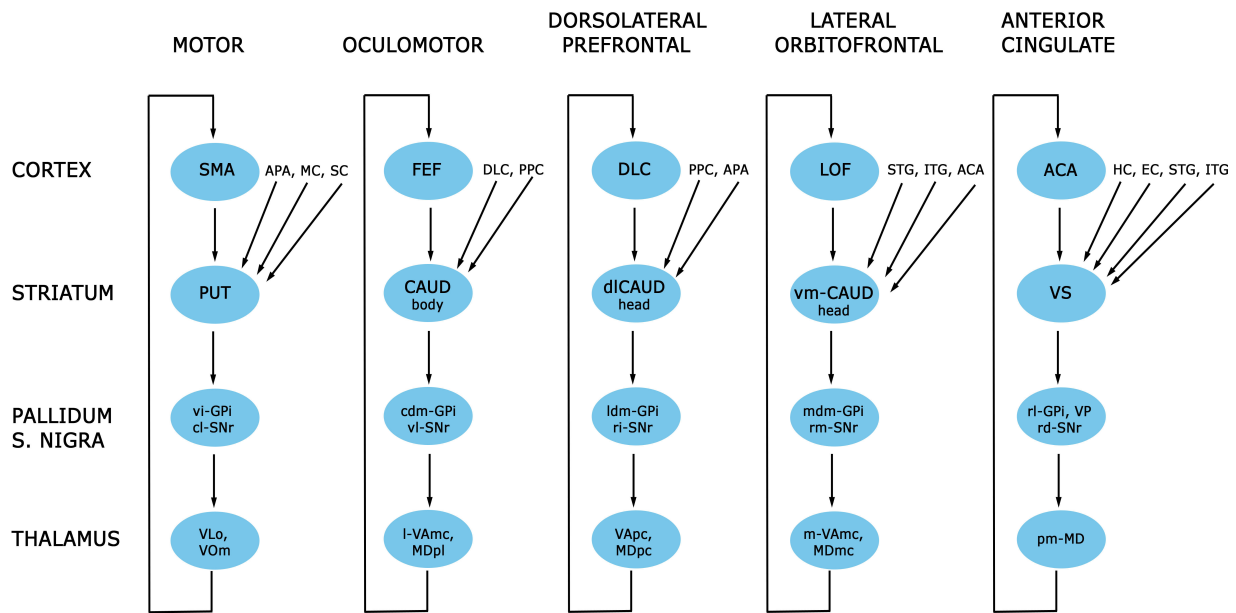 MOTOR
OCULOMOTOR
DORSOLATERAL
PREFRONTAL
LATERAL
ORBITOFRONTAL
ANTERIOR
CINGULATE
CORTEX
SMA
APA, MC, SC
FEF
DLC, PPC
DLC
PPC, APA
LOF
STG, ITG, ACA
ACA
HC, EC, STG, ITG
STRIATUM
PUT
CAUD
body
dlCAUD
head
vm-CAUD
head
VS
PALLIDUM
S. NIGRA
vi-GPi
cl-SNr
cdm-GPi
vl-SNr
ldm-GPi
ri-SNr
mdm-GPi
rm-SNr
rl-GPi, VP
rd-SNr
THALAMUS
VLo,
VOm
l-VAmc,
MDpl
VApc,
MDpc
m-VAmc,
MDmc
pm-MD